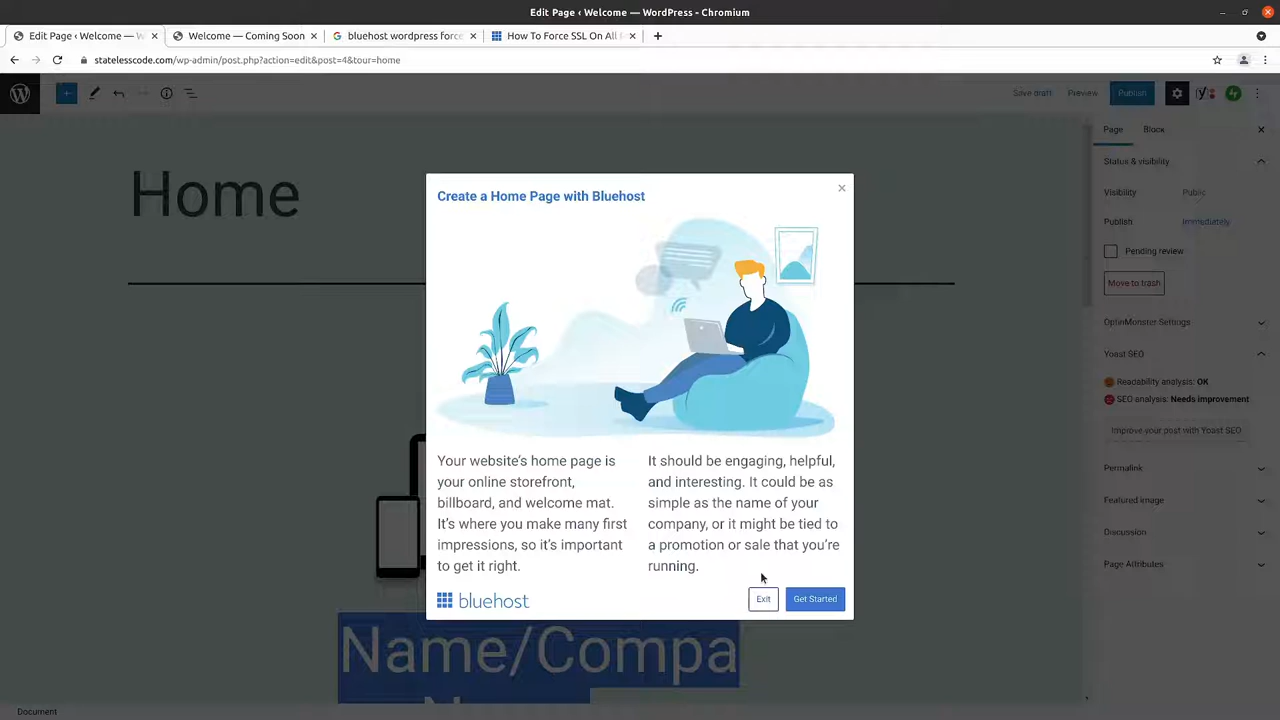 Edit Page ‹ Welcome — WordPress - Chromium
Edit Page ‹ Welcome — W
Welcome — Coming Soon
bluehost wordpress force
How To Force SSL On All
statelesscode.com/wp-admin/post.php?action=edit&post=4&tour=home
Save draft
Preview
Publish
Page
Block
Home
Status & visibility
Visibility
Public
Publish
Immediately
Pending review
Move to trash
OptinMonster Settings
Yoast SEO
Readability analysis: OK
SEO analysis: Needs improvement
Improve your post with Yoast SEO
Permalink
Featured image
Discussion
Page Attributes
Create a Home Page with Bluehost
Your website's home page is
your online storefront,
billboard, and welcome mat.
It's where you make many first
impressions, so it's important
to get it right.
It should be engaging, helpful,
and interesting. It could be as
simple as the name of your
company, or it might be tied to
a promotion or sale that you're
running.
bluehost
Exit
Get Started
Name/Compa
Document